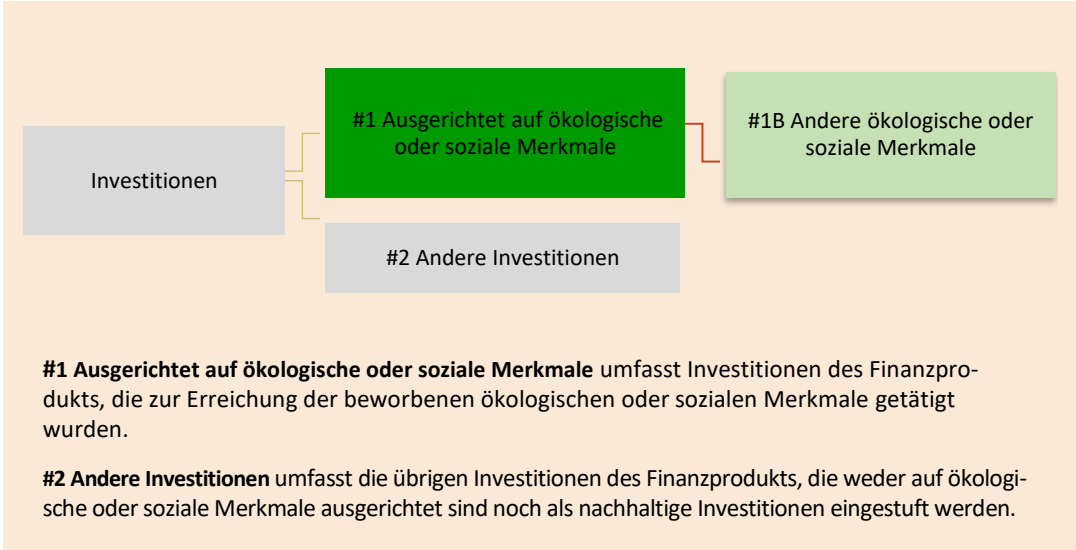 #1 Ausgerichtet auf ökologische
oder soziale Merkmale
#1B Andere ökologische oder
soziale Merkmale
Investitionen
#2 Andere Investitionen
#1 Ausgerichtet auf ökologische oder soziale Merkmale umfasst Investitionen des Finanzpro-
dukts, die zur Erreichung der beworbenen ökologischen oder sozialen Merkmale getätigt
wurden.
#2 Andere Investitionen umfasst die übrigen Investitionen des Finanzprodukts, die weder auf ökologi-
sche oder soziale Merkmale ausgerichtet sind noch als nachhaltige Investitionen eingestuft werden.